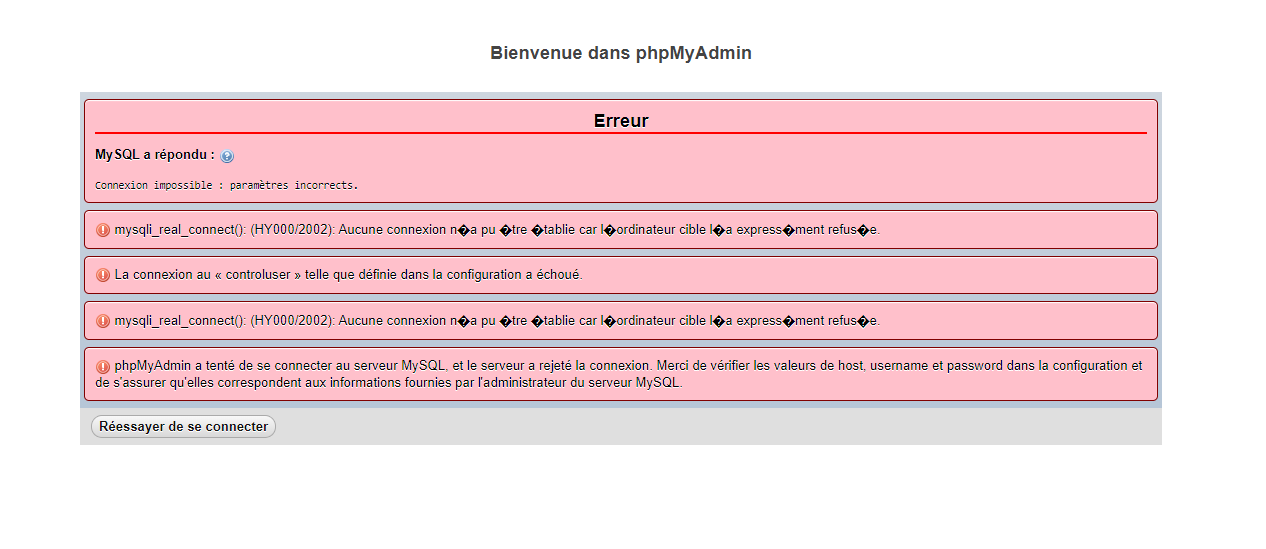 Bienvenue dans phpMyAdmin
Erreur
MySQL a répondu :
Connexion impossible : paramètres incorrects.
mysqli_real_connect(): (HY000/2002): Aucune connexion n�a pu �tre �tablie car l�ordinateur cible l�a express�ment refus�e.
La connexion au « controluser » telle que définie dans la configuration a échoué.
mysqli_real_connect(): (HY000/2002): Aucune connexion n�a pu �tre �tablie car l�ordinateur cible l�a express�ment refus�e.
phpMyAdmin a tenté de se connecter au serveur MySQL, et le serveur a rejeté la connexion. Merci de vérifier les valeurs de host, username et password dans la configuration et
de s'assurer qu'elles correspondent aux informations fournies par l'administrateur du serveur MySQL.
Réessayer de se connecter